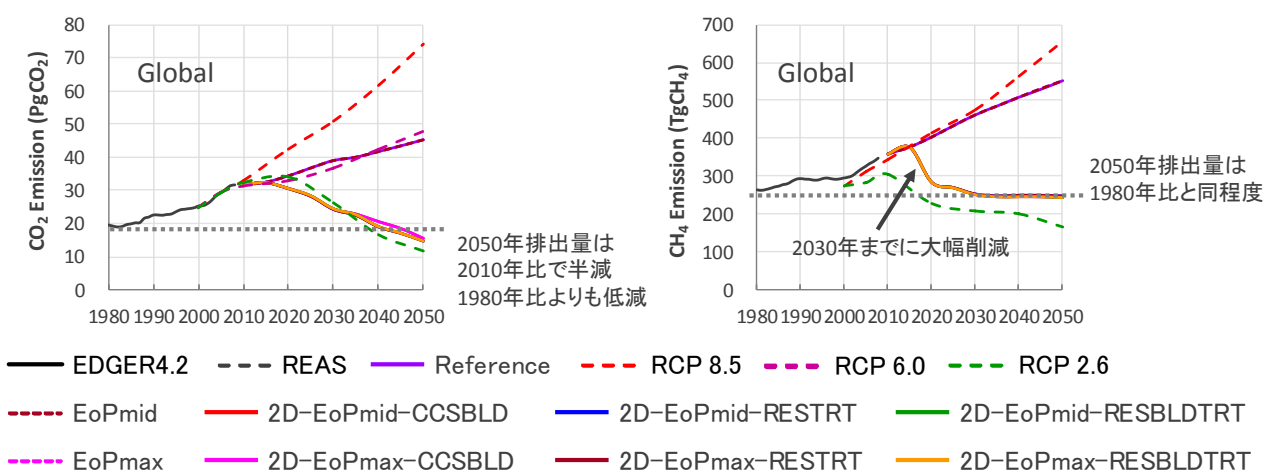 CO₂ Emission (PgCO₂)
80
70
60
50
40
30
20
10
0
Global
1980 1990 2000 2010 2020 2030 2040 2050
2050年排出量は
2010年比で半減
1980年比よりも低減
CH₄ Emission (TgCH₄)
700
600
500
400
300
200
100
0
Global
2030年までに大幅削減
1980 1990 2000 2010 2020 2030 2040 2050
2050年排出量は
1980年比と同程度
EDGER4.2 REAS Reference RCP 8.5 RCP 6.0 RCP 2.6
EoPmid 2D-EoPmid-CCSBLD 2D-EoPmid-RESTRT 2D-EoPmid-RESBLDTRT
EoPmax 2D-EoPmax-CCSBLD 2D-EoPmax-RESTRT 2D-EoPmax-RESBLDTRT